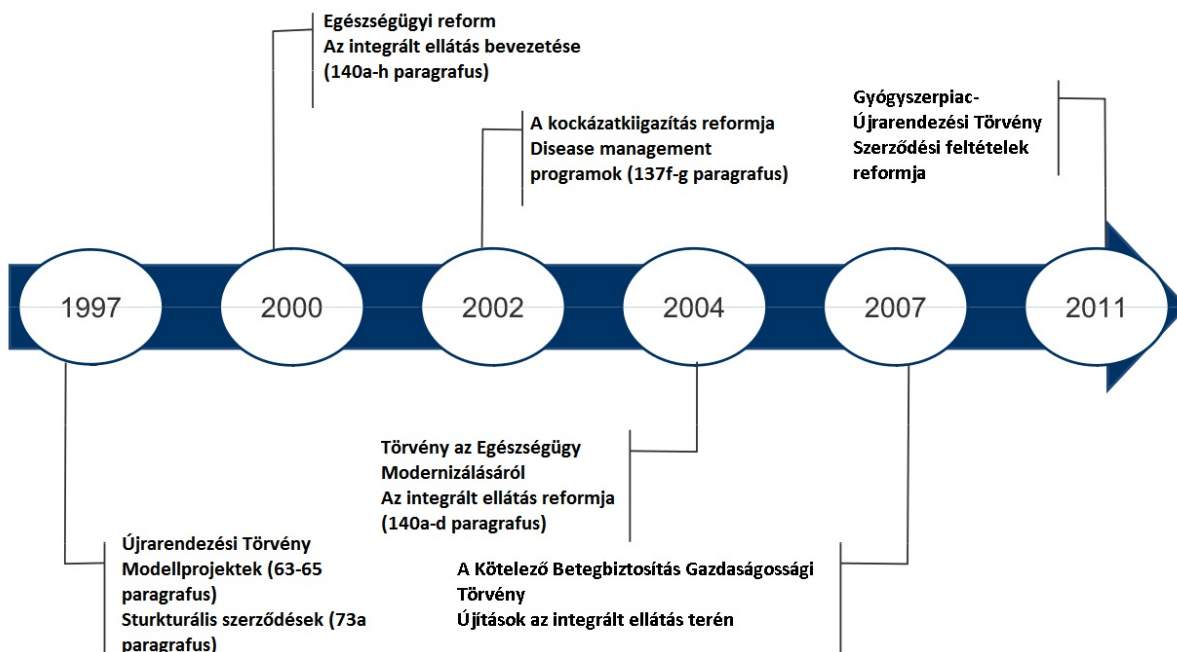 Egészségügyi reform
Az integrált ellátás bevezetése
(140a-h paragrafus)
A kockázatkiigazítás reformja
Disease management
programok (137f-g paragrafus)
Gyógyszerpiac-
Újrarendezési Törvény
Szerződési feltételek
reformja
1997
2000
2002
2004
2007
2011
Törvény az Egészségügy
Modernizálásáról
Az integrált ellátás reformja
(140a-d paragrafus)
Újrarendezési Törvény
Modellprojektek (63-65
paragrafus)
Sturkturális szerződések (73a
paragrafus)
A Kötelező Betegbiztosítás Gazdaságossági
Törvény
Újítások az integrált ellátás terén